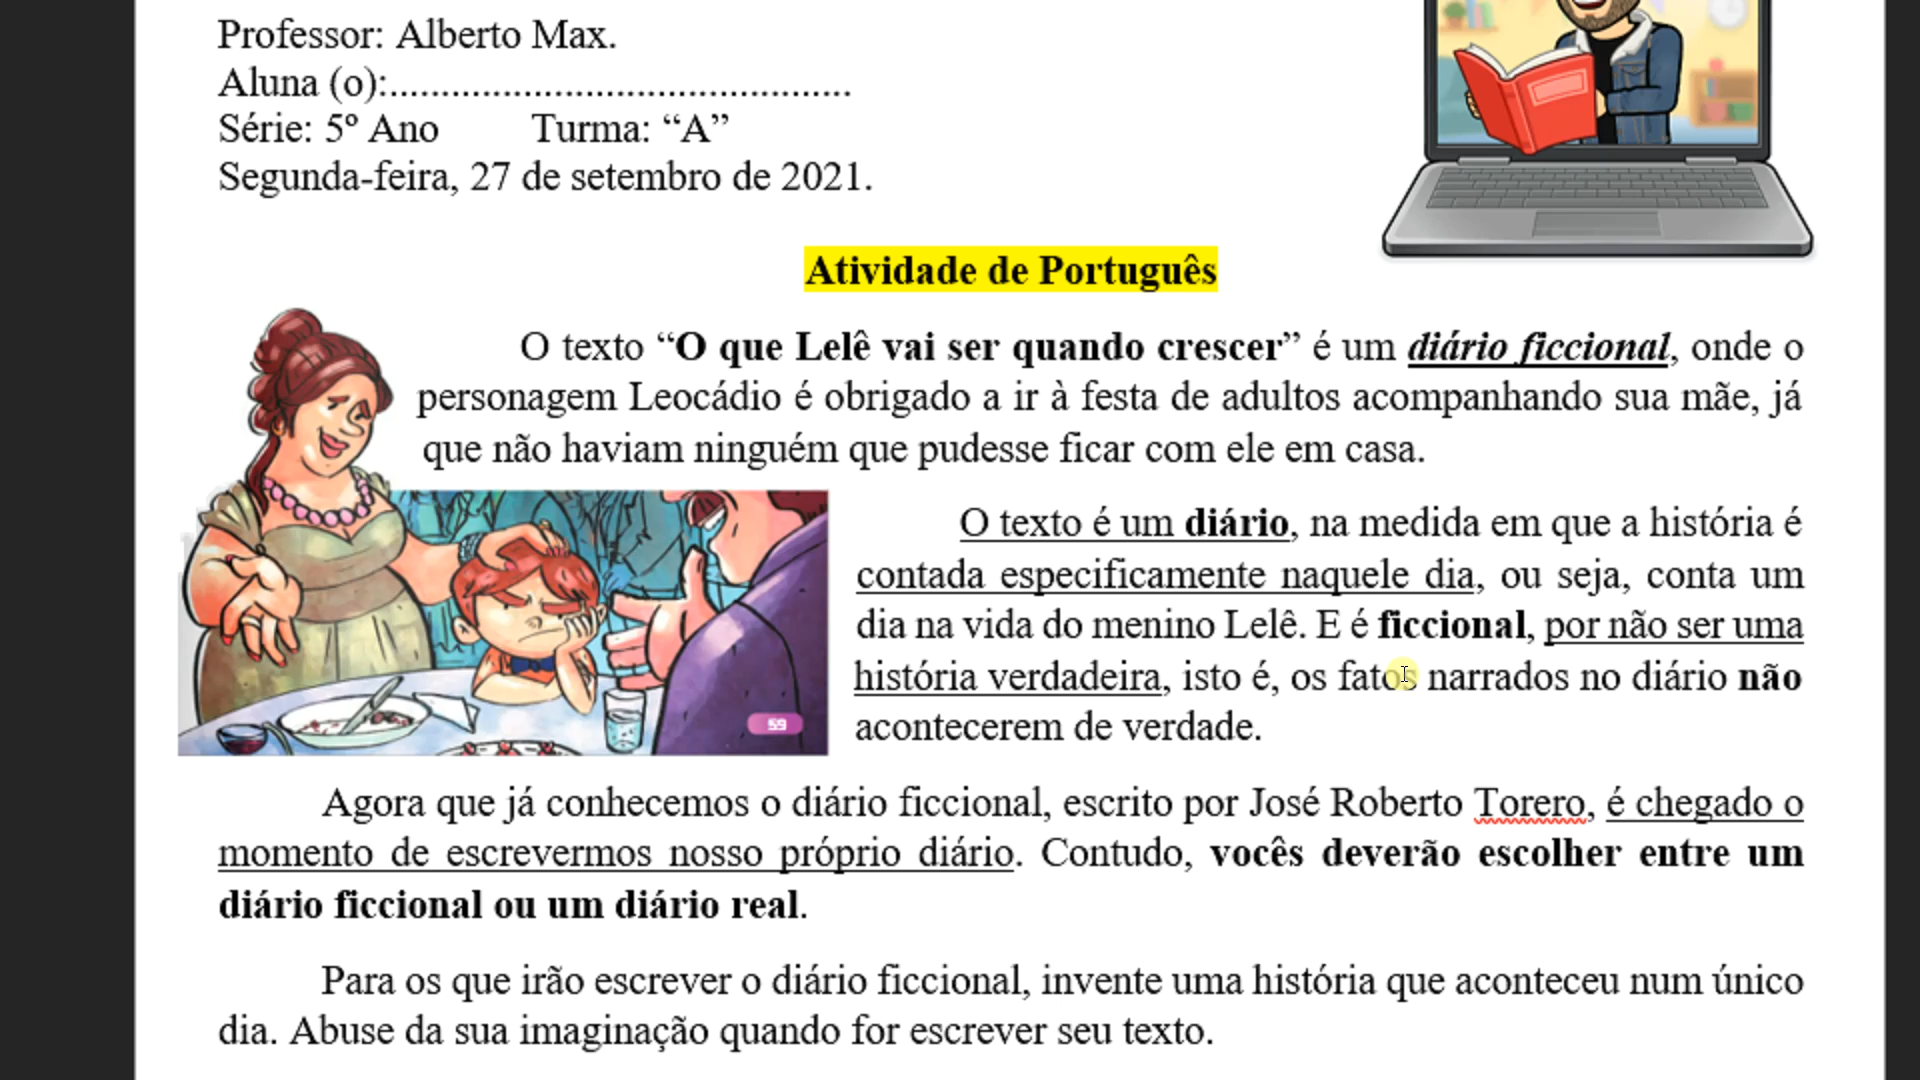 Professor: Alberto Max.
Aluna (o):.............................................
Série: 5º Ano Turma: “A”
Segunda-feira, 27 de setembro de 2021.
Atividade de Português
O texto “O que Lelê vai ser quando crescer” é um diário ficcional, onde o
personagem Leocádio é obrigado a ir à festa de adultos acompanhando sua mãe, já
que não haviam ninguém que pudesse ficar com ele em casa.
O texto é um diário, na medida em que a história é
contada especificamente naquele dia, ou seja, conta um
dia na vida do menino Lelê. E é ficcional, por não ser uma
história verdadeira, isto é, os fatos narrados no diário não
acontecerem de verdade.
59
Agora que já conhecemos o diário ficcional, escrito por José Roberto Torero, é chegado o
momento de escrevermos nosso próprio diário. Contudo, vocês deverão escolher entre um
diário ficcional ou um diário real.
Para os que irão escrever o diário ficcional, invente uma história que aconteceu num único
dia. Abuse da sua imaginação quando for escrever seu texto.